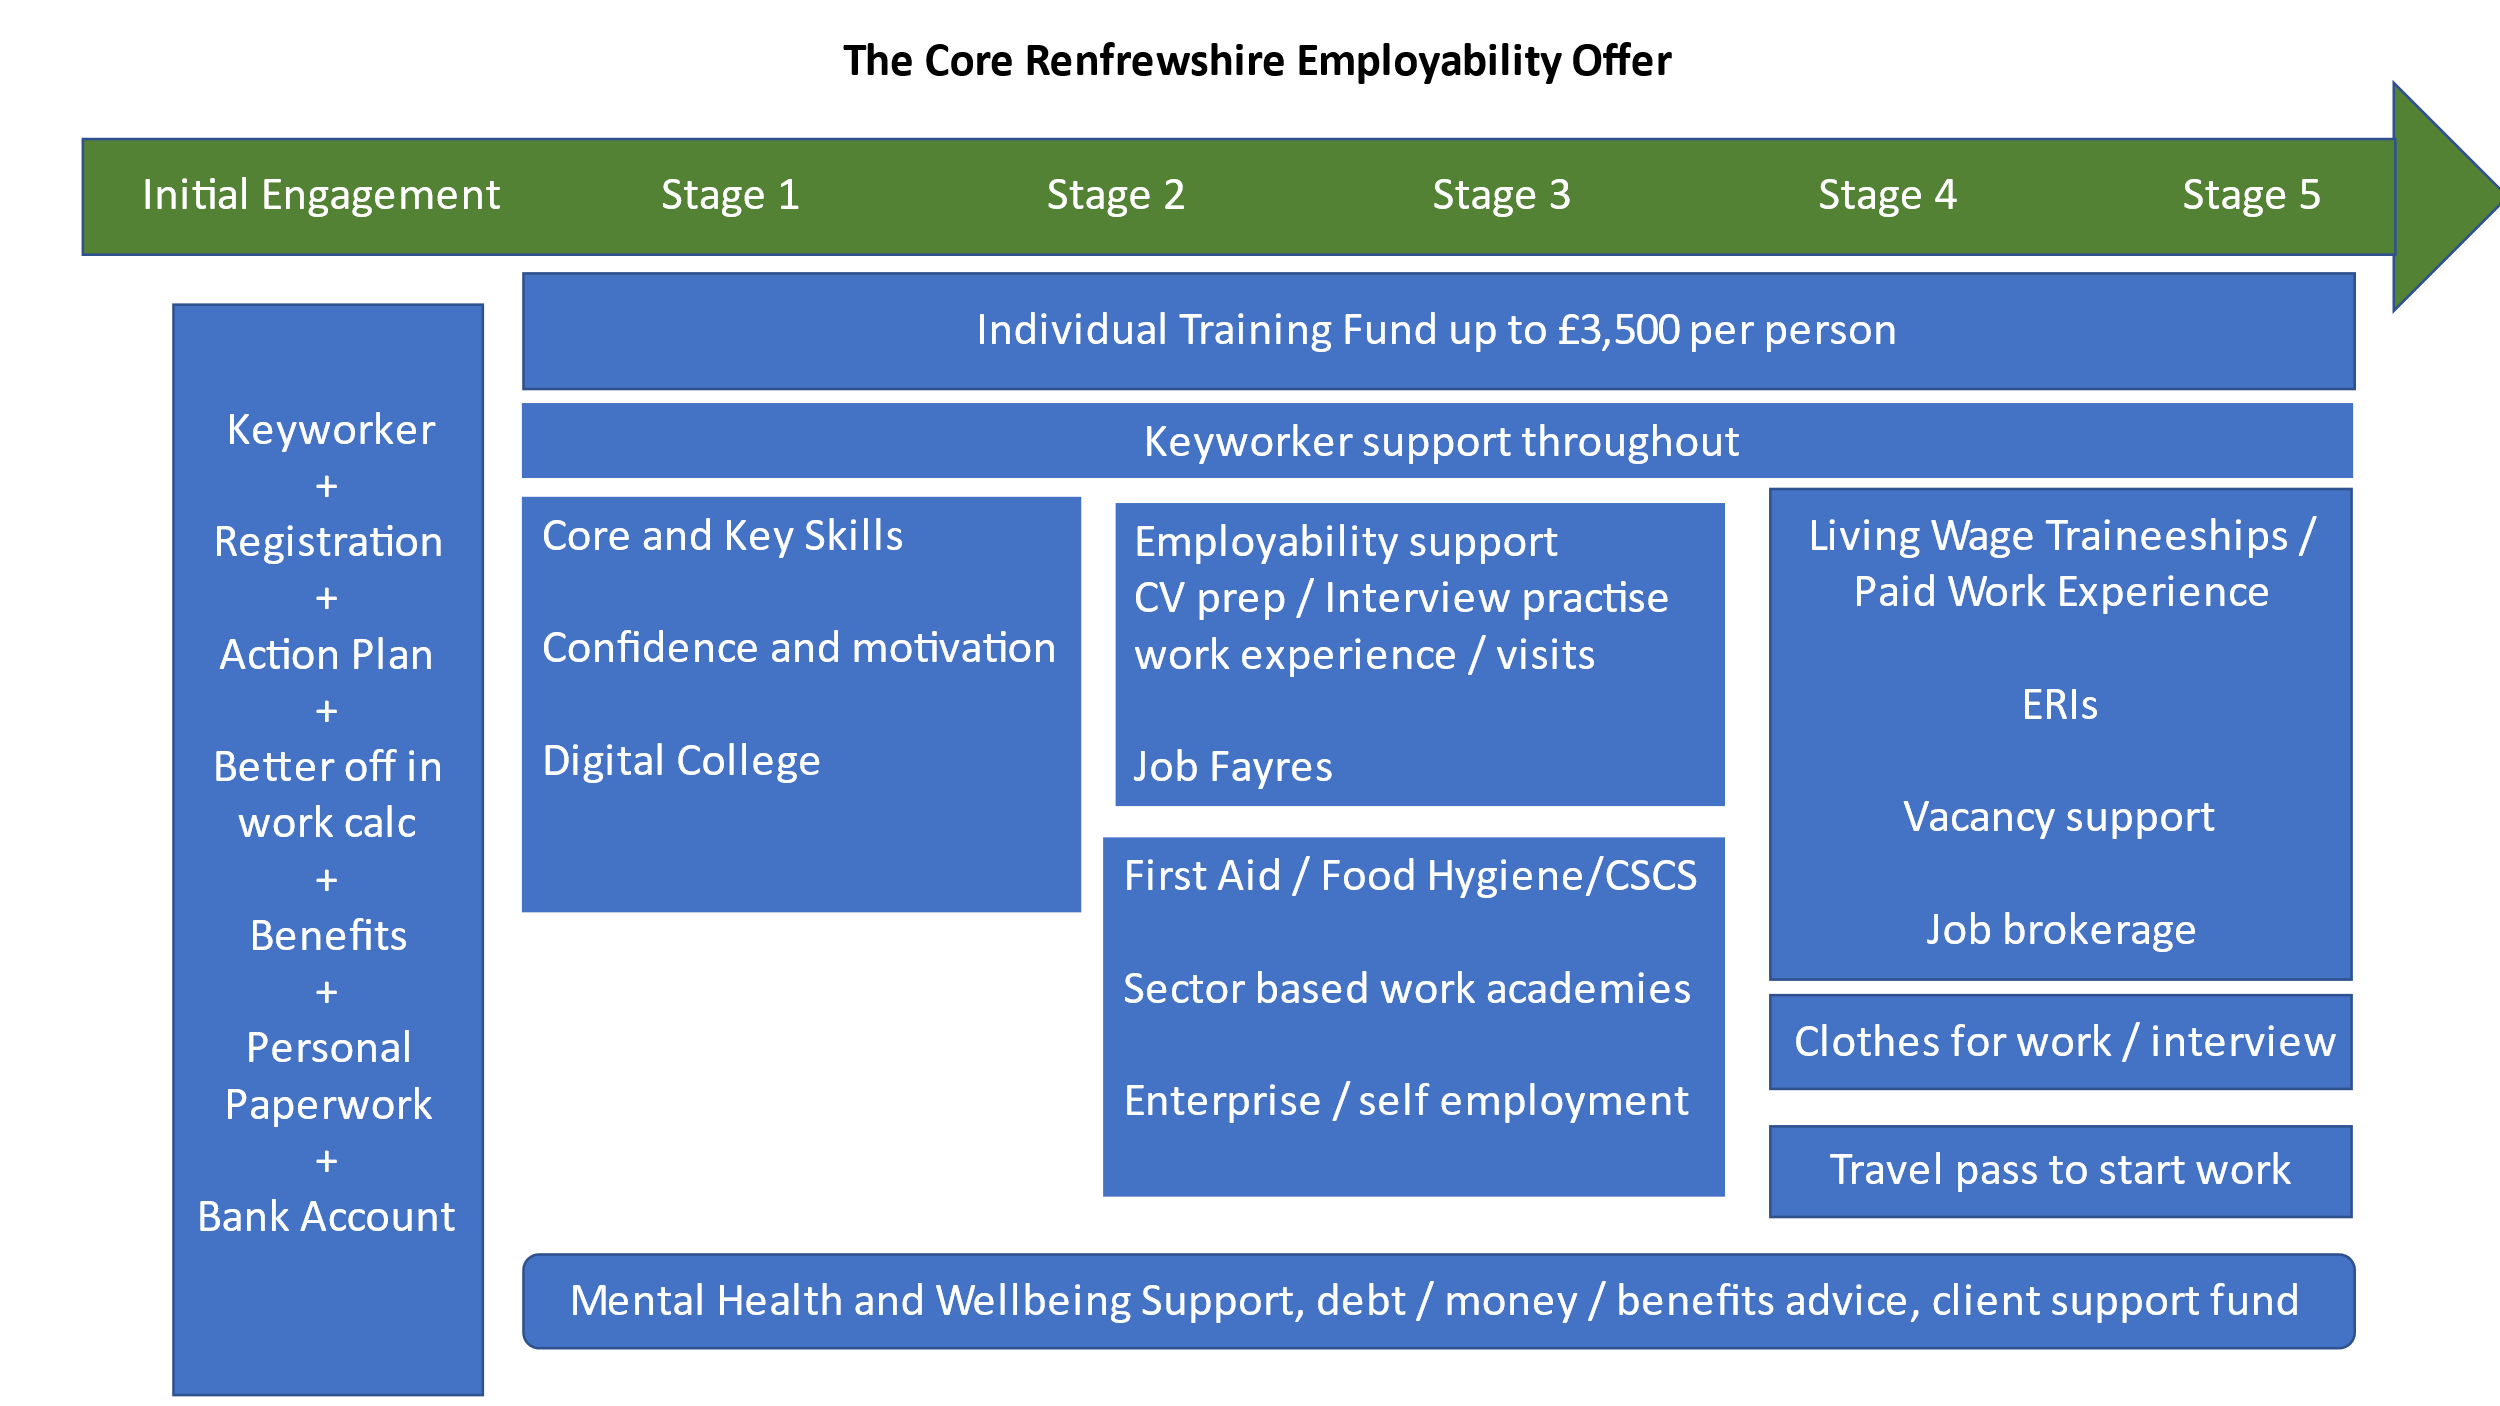 The Core Renfrewshire Employability Offer
Initial Engagement Stage 1 Stage 2 Stage 3 Stage 4 Stage 5
Individual Training Fund up to £3,500 per person
Keyworker support throughout
Keyworker
+
Registration
+
Action Plan
+
Better off in
work calc
+
Benefits
+
Personal
Paperwork
+
Bank Account
Core and Key Skills
Confidence and motivation
Digital College
Employability support
CV prep / Interview practise
work experience / visits
Job Fayres
First Aid / Food Hygiene/CSCS
Sector based work academies
Enterprise / self employment
Living Wage Traineeships /
Paid Work Experience
ERIs
Vacancy support
Job brokerage
Clothes for work / interview
Travel pass to start work
Mental Health and Wellbeing Support, debt / money / benefits advice, client support fund